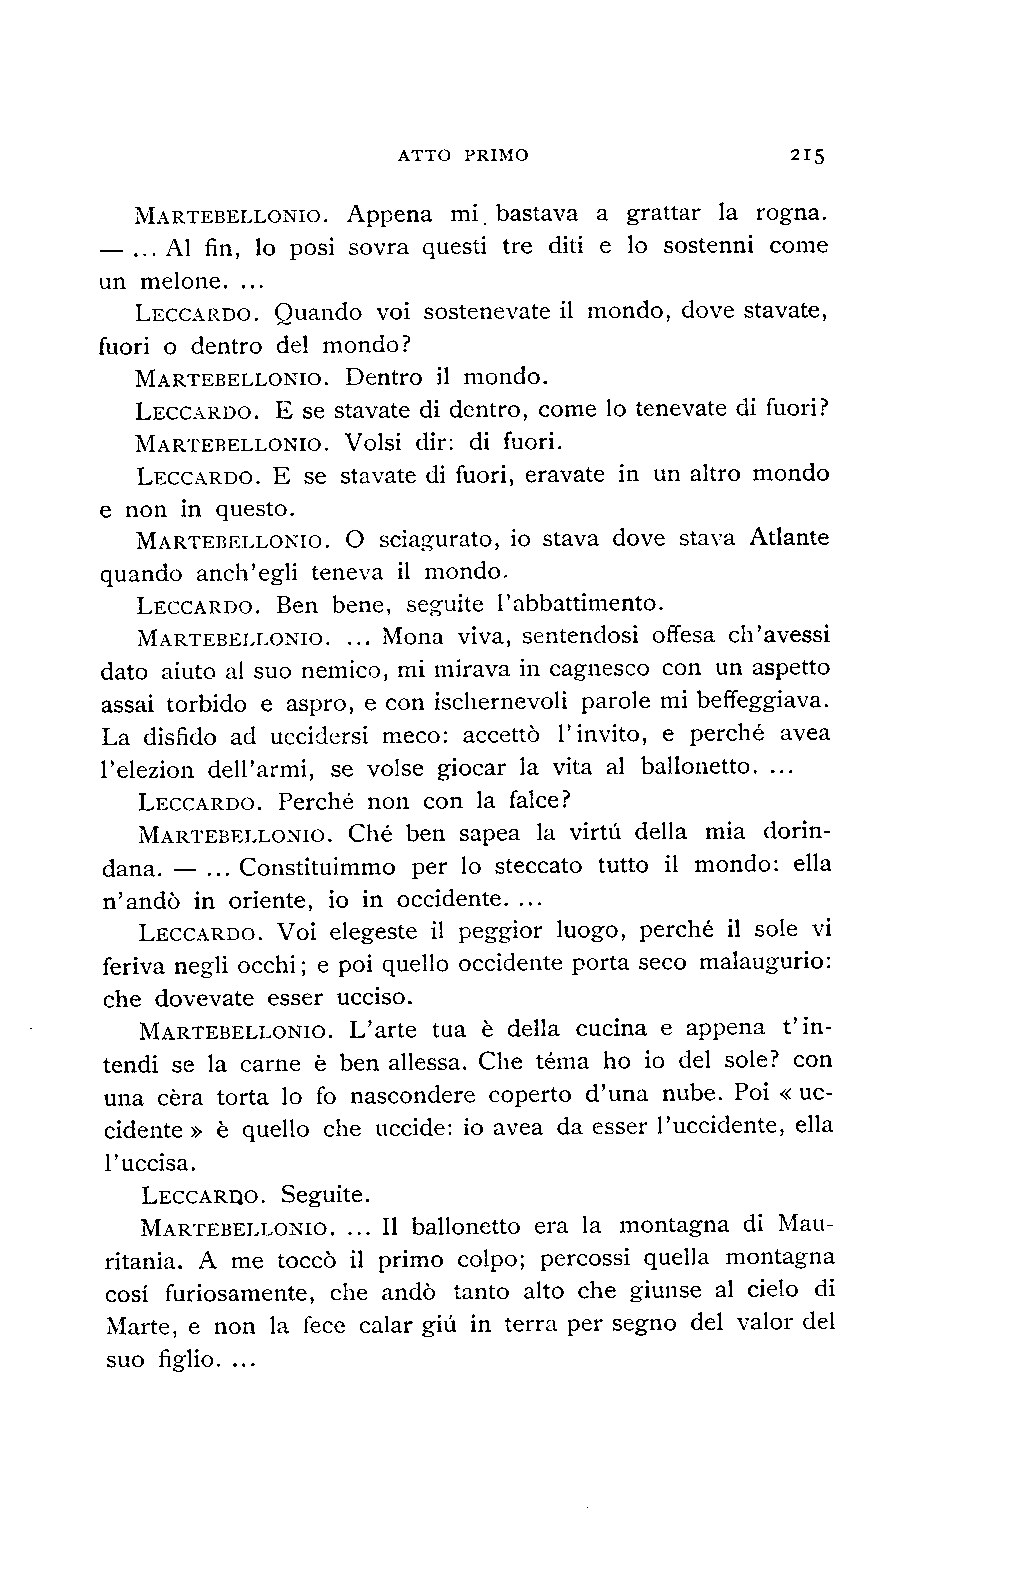 ATTO PRIMO 215
MARTEBELLONIO. Appena mi bastava a grattar la rogna.
— ... Al fin, lo posi sovra questi tre diti e lo sostenni come
un melone. ...
LECCARDO. Quando voi sostenevate il mondo, dove stavate,
fuori o dentro del mondo?
MARTEBELLONIO. Dentro il mondo.
LECCARDO. E se stavate di dentro, come lo tenevate di fuori?
MARTEBELLONIO. Volsi dir: di fuori.
LECCARDO. E se stavate di fuori, eravate in un altro mondo
e non in questo.
MARTEBELLONIO. O sciagurato, io stava dove stava Atlante
quando anch'egli teneva il mondo.
LECCARDO. Ben bene, seguite l'abbattimento.
MARTEBELLONIO. ... Mona viva, sentendosi offesa ch'avessi
dato aiuto al suo nemico, mi mirava in cagnesco con un aspetto
assai torbido e aspro, e con ischernevoli parole mi beffeggiava.
La disfido ad uccidersi meco: accettò l'invito, e perché avea
l'elezion dell'armi, se volse giocar la vita al ballonetto. ...
LECCARDO. Perché non con la falce?
MARTEBELLONIO. Ché ben sapea la virtú della mia dorin-
dana. — ... Constituimmo per lo steccato tutto il mondo: ella
n'andò in oriente, io in occidente. ...
LECCARDO. Voi elegeste il peggior luogo, perché il sole vi
feriva negli occhi; e poi quello occidente porta seco malaugurio:
che dovevate esser ucciso.
MARTEBELLONIO. L'arte tua è della cucina e appena t'in-
tendi se la carne è ben allessa. Che téma ho io del sole? con
una cèra torta lo fo nascondere coperto d'una nube. Poi « uc-
cidente » è quello che uccide: io avea da esser l'uccidente, ella
l'uccisa.
LECCARDO. Seguite.
MARTEBELLONIO. ... Il ballonetto era la montagna di Mau-
ritania. A me toccò il primo colpo; percossi quella montagna
cosí furiosamente, che andò tanto alto che giunse al cielo di
Marte, e non la fece calar giú in terra per segno del valor del
suo figlio. ...